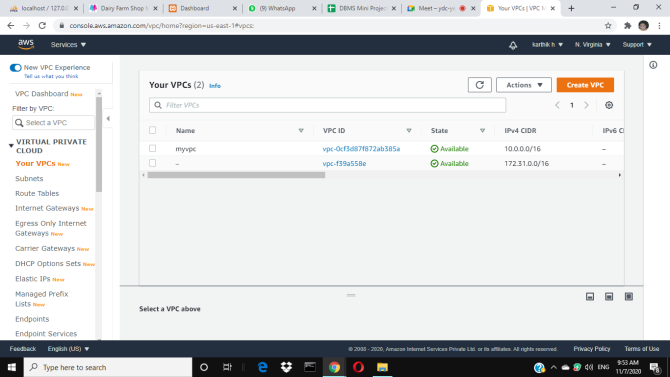 localhost / 127.0
Dairy Farm Shop M
Dashboard
(9) WhatsApp
DBMS Mini Projec
Meet – ydc-y
Your VPCs | VPC M
console.aws.amazon.com/vpc/home?region=us-east-1#vpcs:
aws
Services
karthik h
N. Virginia
Support
New VPC Experience
Tell us what you think
VPC Dashboard New
Filter by VPC:
Select a VPC
VIRTUAL PRIVATE
CLOUD
Your VPCs New
Subnets
Route Tables
Internet Gateways New
Egress Only Internet
Gateways New
Carrier Gateways New
DHCP Options Sets New
Elastic IPs New
Managed Prefix
Lists New
Endpoints
Endpoint Services
Your VPCs (2) Info
Actions
Create VPC
Filter VPCs
1
Name
VPC ID
State
IPv4 CIDR
IPv6 CI
myvpc
vpc-0cf3d87f872ab385a
Available
10.0.0.0/16
–
–
vpc-f39a558e
Available
172.31.0.0/16
–
Select a VPC above
Feedback
English (US)
© 2008 - 2020, Amazon Internet Services Private Ltd. or its affiliates. All rights reserved.
Privacy Policy
Terms of Use
Type here to search
ENG
9:53 AM
11/7/2020